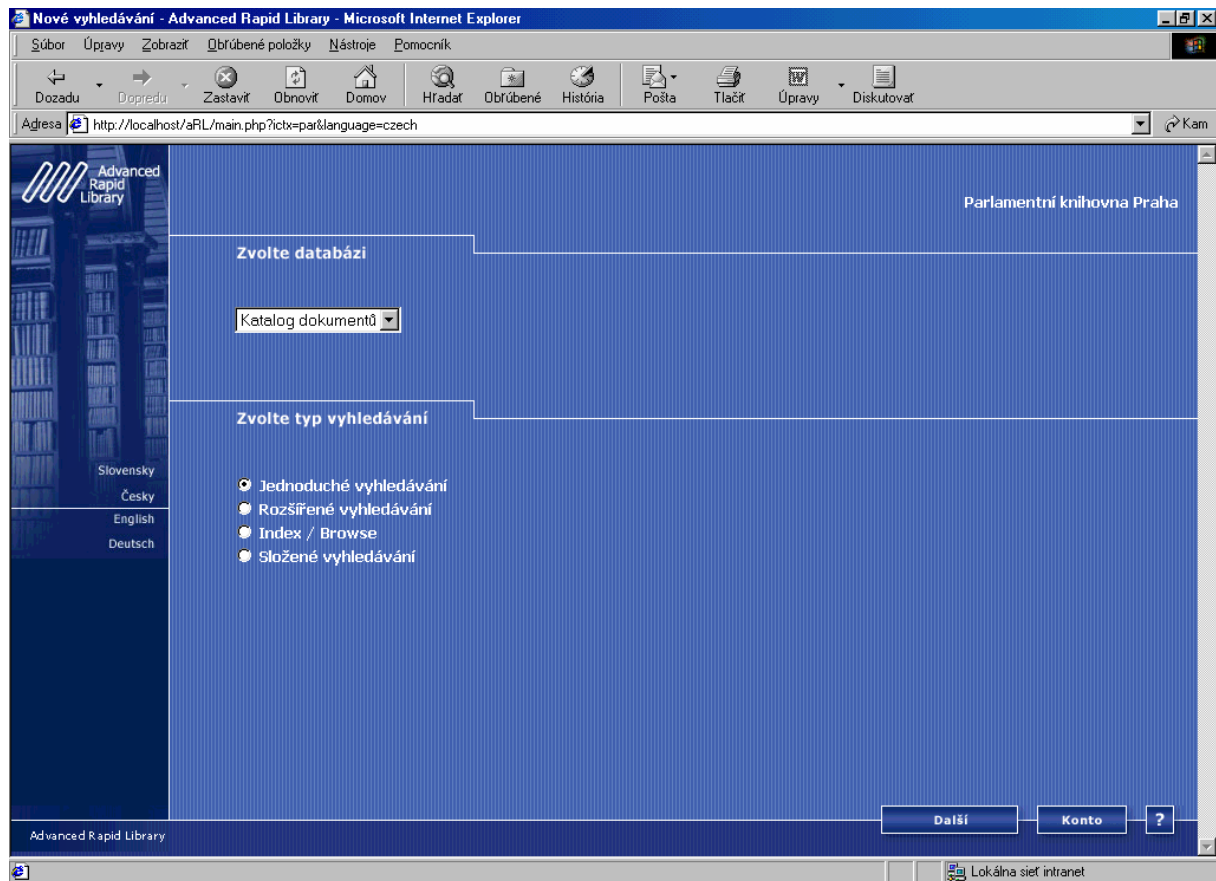 Nové vyhledávání - Advanced Rapid Library - Microsoft Internet Explorer
Súbor Úpravy Zobraziť Obľúbené položky Nástroje Pomocník
Dozadu Dopredu Zastaviť Obnoviť Domov Hľadať Obľúbené História Pošta Tlačiť Úpravy Diskutovať
Adresa http://localhost/aRL/main.php?ictx=par&language=czech Kam
Advanced
Rapid
Library
Parlamentní knihovna Praha
Zvolte databázi
Katalog dokumentů
Zvolte typ vyhledávání
Jednoduché vyhledávání
Rozšířené vyhledávání
Index / Browse
Složené vyhledávání
Slovensky
Česky
English
Deutsch
Další Konto ?
Advanced Rapid Library
Lokálna sieť intranet